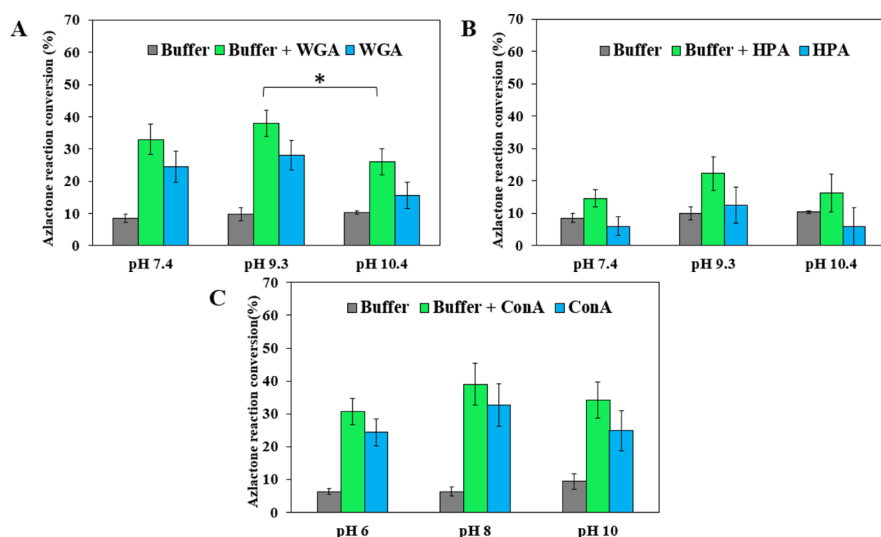 A
Azlactone reaction conversion (%)
70
60
50
40
30
20
10
0
Buffer Buffer + WGA WGA
*
pH 7.4 pH 9.3 pH 10.4
B
Azlactone reaction conversion (%)
70
60
50
40
30
20
10
0
Buffer Buffer + HPA HPA
pH 7.4 pH 9.3 pH 10.4
C
Azlactone reaction conversion(%)
70
60
50
40
30
20
10
0
Buffer Buffer + ConA ConA
pH 6 pH 8 pH 10